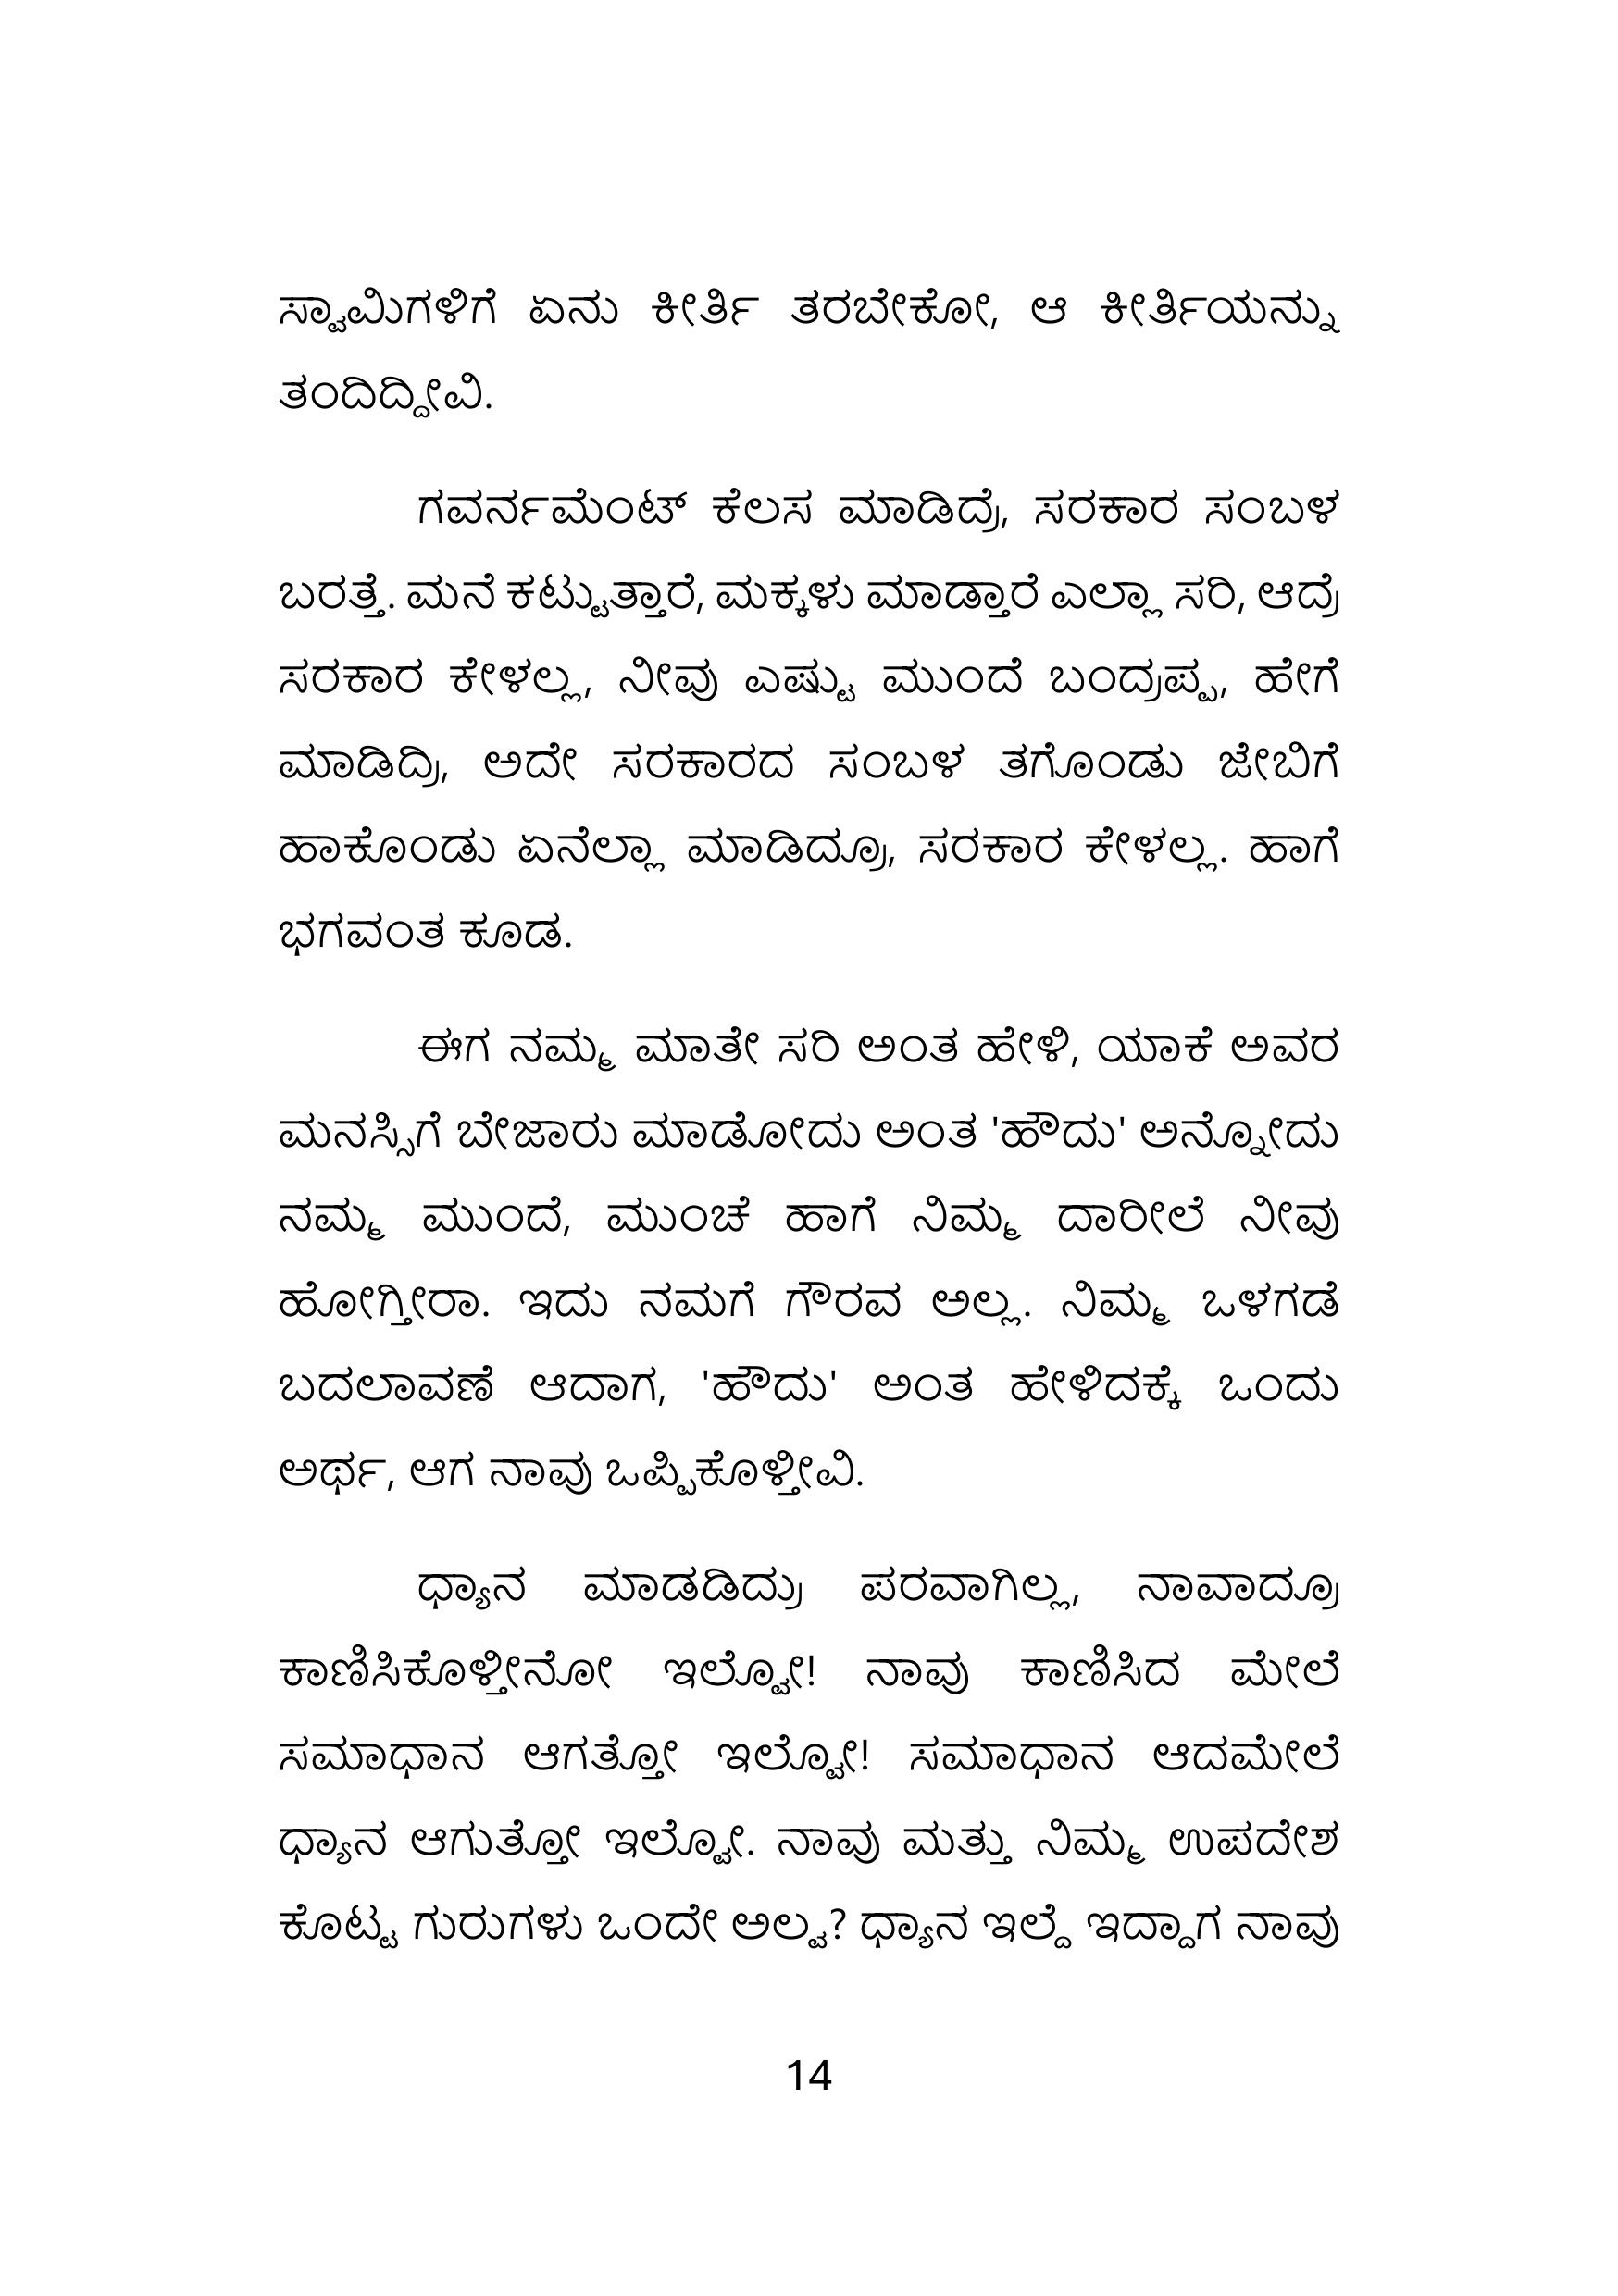 ಸ್ವಾಮಿಗಳಿಗೆ ಏನು ಕೀರ್ತಿ ತರಬೇಕೋ, ಆ ಕೀರ್ತಿಯನ್ನು
ತಂದಿದ್ದೀವಿ.
ಗವರ್ನಮೆಂಟ್ ಕೆಲಸ ಮಾಡಿದ್ರೆ, ಸರಕಾರ ಸಂಬಳ
ಬರತ್ತೆ. ಮನೆ ಕಟ್ಟುತ್ತಾರೆ, ಮಕ್ಕಳು ಮಾಡ್ತಾರೆ ಎಲ್ಲಾ ಸರಿ, ಆದ್ರೆ
ಸರಕಾರ ಕೇಳಲ್ಲ, ನೀವು ಎಷ್ಟು ಮುಂದೆ ಬಂದ್ರಪ್ಪ, ಹೇಗೆ
ಮಾಡಿದ್ರಿ, ಅದೇ ಸರಕಾರದ ಸಂಬಳ ತಗೊಂಡು ಜೇಬಿಗೆ
ಹಾಕೊಂಡು ಏನೆಲ್ಲಾ ಮಾಡಿದ್ರೂ, ಸರಕಾರ ಕೇಳಲ್ಲ. ಹಾಗೆ
ಭಗವಂತ ಕೂಡ.
ಈಗ ನಮ್ಮ ಮಾತೇ ಸರಿ ಅಂತ ಹೇಳಿ, ಯಾಕೆ ಅವರ
ಮನಸ್ಸಿಗೆ ಬೇಜಾರು ಮಾಡೋದು ಅಂತ 'ಹೌದು' ಅನ್ನೋದು
ನಮ್ಮ ಮುಂದೆ, ಮುಂಚೆ ಹಾಗೆ ನಿಮ್ಮ ದಾರೀಲೆ ನೀವು
ಹೋಗ್ತೀರಾ. ಇದು ನಮಗೆ ಗೌರವ ಅಲ್ಲ. ನಿಮ್ಮ ಒಳಗಡೆ
ಬದಲಾವಣೆ ಆದಾಗ, 'ಹೌದು' ಅಂತ ಹೇಳಿದಕ್ಕೆ ಒಂದು
ಅರ್ಥ, ಆಗ ನಾವು ಒಪ್ಪಿಕೊಳ್ತೀವಿ.
ಧ್ಯಾನ ಮಾಡಡಿದ್ರು ಪರವಾಗಿಲ್ಲ, ನಾವಾದ್ರೂ
ಕಾಣಿಸಿಕೊಳ್ತೀನೋ ಇಲ್ವೋ! ನಾವು ಕಾಣಿಸಿದ ಮೇಲೆ
ಸಮಾಧಾನ ಆಗತ್ತೋ ಇಲ್ವೋ! ಸಮಾಧಾನ ಆದಮೇಲೆ
ಧ್ಯಾನ ಆಗುತ್ತೋ ಇಲ್ವೋ. ನಾವು ಮತ್ತು ನಿಮ್ಮ ಉಪದೇಶ
ಕೊಟ್ಟ ಗುರುಗಳು ಒಂದೇ ಅಲ್ವ? ಧ್ಯಾನ ಇಲ್ದೆ ಇದ್ದಾಗ ನಾವು
14